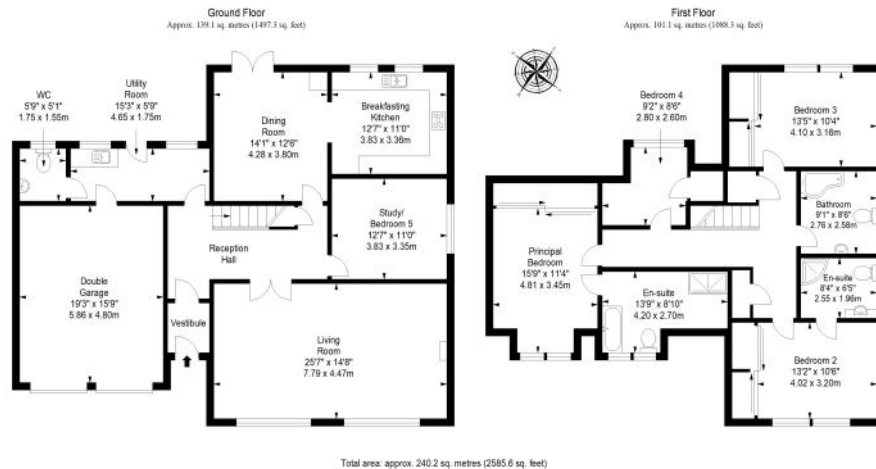 Ground Floor
Approx. 139.1 sq. metres (1497.3 sq. feet)
WC
5'9" x 5'1"
1.75 x 1.55m
Utility
Room
15'3" x 5'9"
4.65 x 1.75m
Dining
Room
14'1" x 12'6"
4.28 x 3.80m
Breakfasting
Kitchen
12'7" x 11'0"
3.83 x 3.36m
Study/
Bedroom 5
12'7" x 11'0"
3.83 x 3.35m
Reception
Hall
Double
Garage
19'3" x 15'9"
5.86 x 4.80m
Vestibule
Living
Room
25'7" x 14'8"
7.79 x 4.47m
First Floor
Approx. 101.1 sq. metres (1088.3 sq. feet)
Bedroom 4
9'2" x 8'6"
2.80 x 2.60m
Bedroom 3
13'5" x 10'4"
4.10 x 3.16m
Bathroom
9'1" x 8'6"
2.76 x 2.58m
Principal
Bedroom
15'9" x 11'4"
4.81 x 3.45m
En-suite
13'9" x 8'10"
4.20 x 2.70m
En-suite
8'4" x 6'5"
2.55 x 1.96m
Bedroom 2
13'2" x 10'6"
4.02 x 3.20m
Total area: approx. 240.2 sq. metres (2585.6 sq. feet)